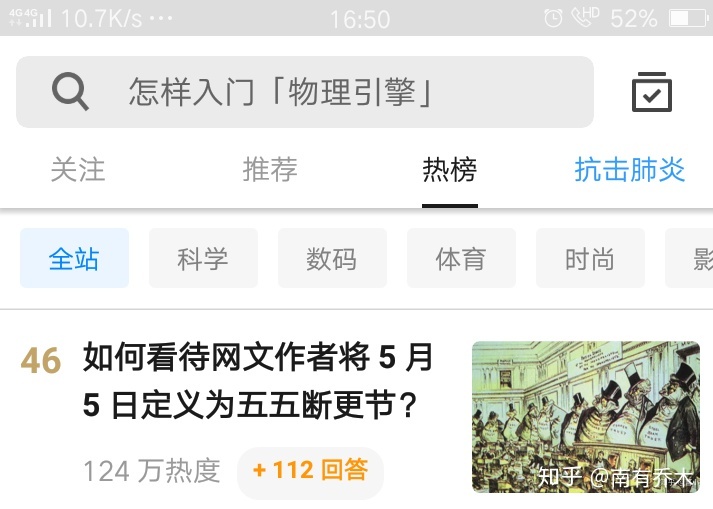 4G 4G 10.7K/s ··· 16:50 HD 52%
怎样入门「物理引擎」
关注 推荐 热榜 抗击肺炎
全站 科学 数码 体育 时尚 影
46 如何看待网文作者将 5 月
5 日定义为五五断更节？
124 万热度 + 112 回答
知乎 @南有乔木